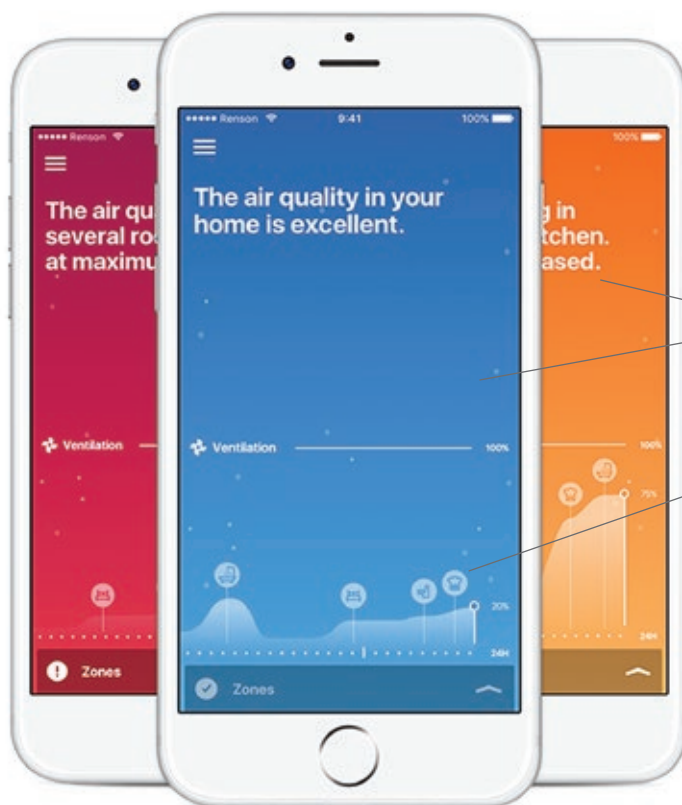 Renson
The air qu
several ro
at maximu
Ventilation
Zones
Renson 9:41 100%
The air quality in your
home is excellent.
Ventilation 100%
20%
24H
Zones
100%
g in
tchen.
ased.
100%
75%
24H